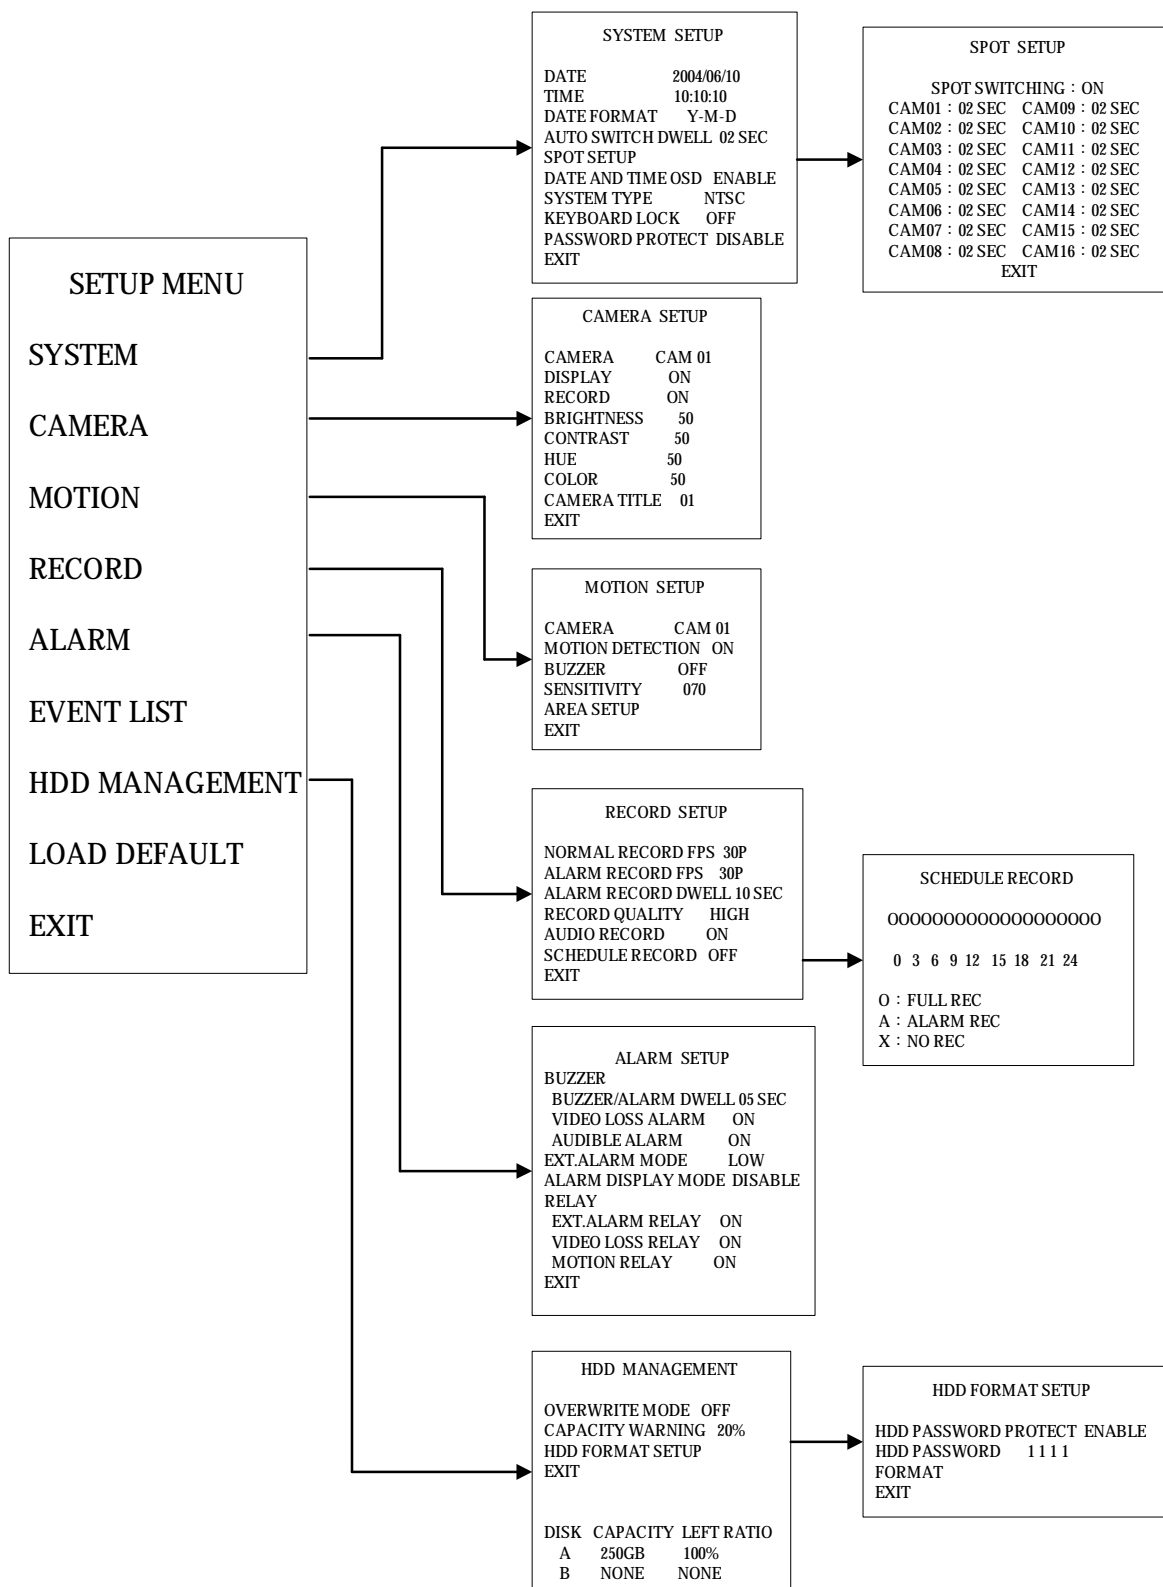 SETUP MENU
SYSTEM
CAMERA
MOTION
RECORD
ALARM
EVENT LIST
HDD MANAGEMENT
LOAD DEFAULT
EXIT
SYSTEM SETUP
DATE 2004/06/10
TIME 10:10:10
DATE FORMAT Y-M-D
AUTO SWITCH DWELL 02 SEC
SPOT SETUP
DATE AND TIME OSD ENABLE
SYSTEM TYPE NTSC
KEYBOARD LOCK OFF
PASSWORD PROTECT DISABLE
EXIT
SPOT SETUP
SPOT SWITCHING : ON
CAM01 : 02 SEC CAM09 : 02 SEC
CAM02 : 02 SEC CAM10 : 02 SEC
CAM03 : 02 SEC CAM11 : 02 SEC
CAM04 : 02 SEC CAM12 : 02 SEC
CAM05 : 02 SEC CAM13 : 02 SEC
CAM06 : 02 SEC CAM14 : 02 SEC
CAM07 : 02 SEC CAM15 : 02 SEC
CAM08 : 02 SEC CAM16 : 02 SEC
EXIT
CAMERA SETUP
CAMERA CAM 01
DISPLAY ON
RECORD ON
BRIGHTNESS 50
CONTRAST 50
HUE 50
COLOR 50
CAMERA TITLE 01
EXIT
MOTION SETUP
CAMERA CAM 01
MOTION DETECTION ON
BUZZER OFF
SENSITIVITY 070
AREA SETUP
EXIT
RECORD SETUP
NORMAL RECORD FPS 30P
ALARM RECORD FPS 30P
ALARM RECORD DWELL 10 SEC
RECORD QUALITY HIGH
AUDIO RECORD ON
SCHEDULE RECORD OFF
EXIT
SCHEDULE RECORD
OOOOOOOOOOOOOOOOOOO
0 3 6 9 12 15 18 21 24
O : FULL REC
A : ALARM REC
X : NO REC
ALARM SETUP
BUZZER
BUZZER/ALARM DWELL 05 SEC
VIDEO LOSS ALARM ON
AUDIBLE ALARM ON
EXT.ALARM MODE LOW
ALARM DISPLAY MODE DISABLE
RELAY
EXT.ALARM RELAY ON
VIDEO LOSS RELAY ON
MOTION RELAY ON
EXIT
HDD MANAGEMENT
OVERWRITE MODE OFF
CAPACITY WARNING 20%
HDD FORMAT SETUP
EXIT
DISK CAPACITY LEFT RATIO
A 250GB 100%
B NONE NONE
HDD FORMAT SETUP
HDD PASSWORD PROTECT ENABLE
HDD PASSWORD 1 1 1 1
FORMAT
EXIT